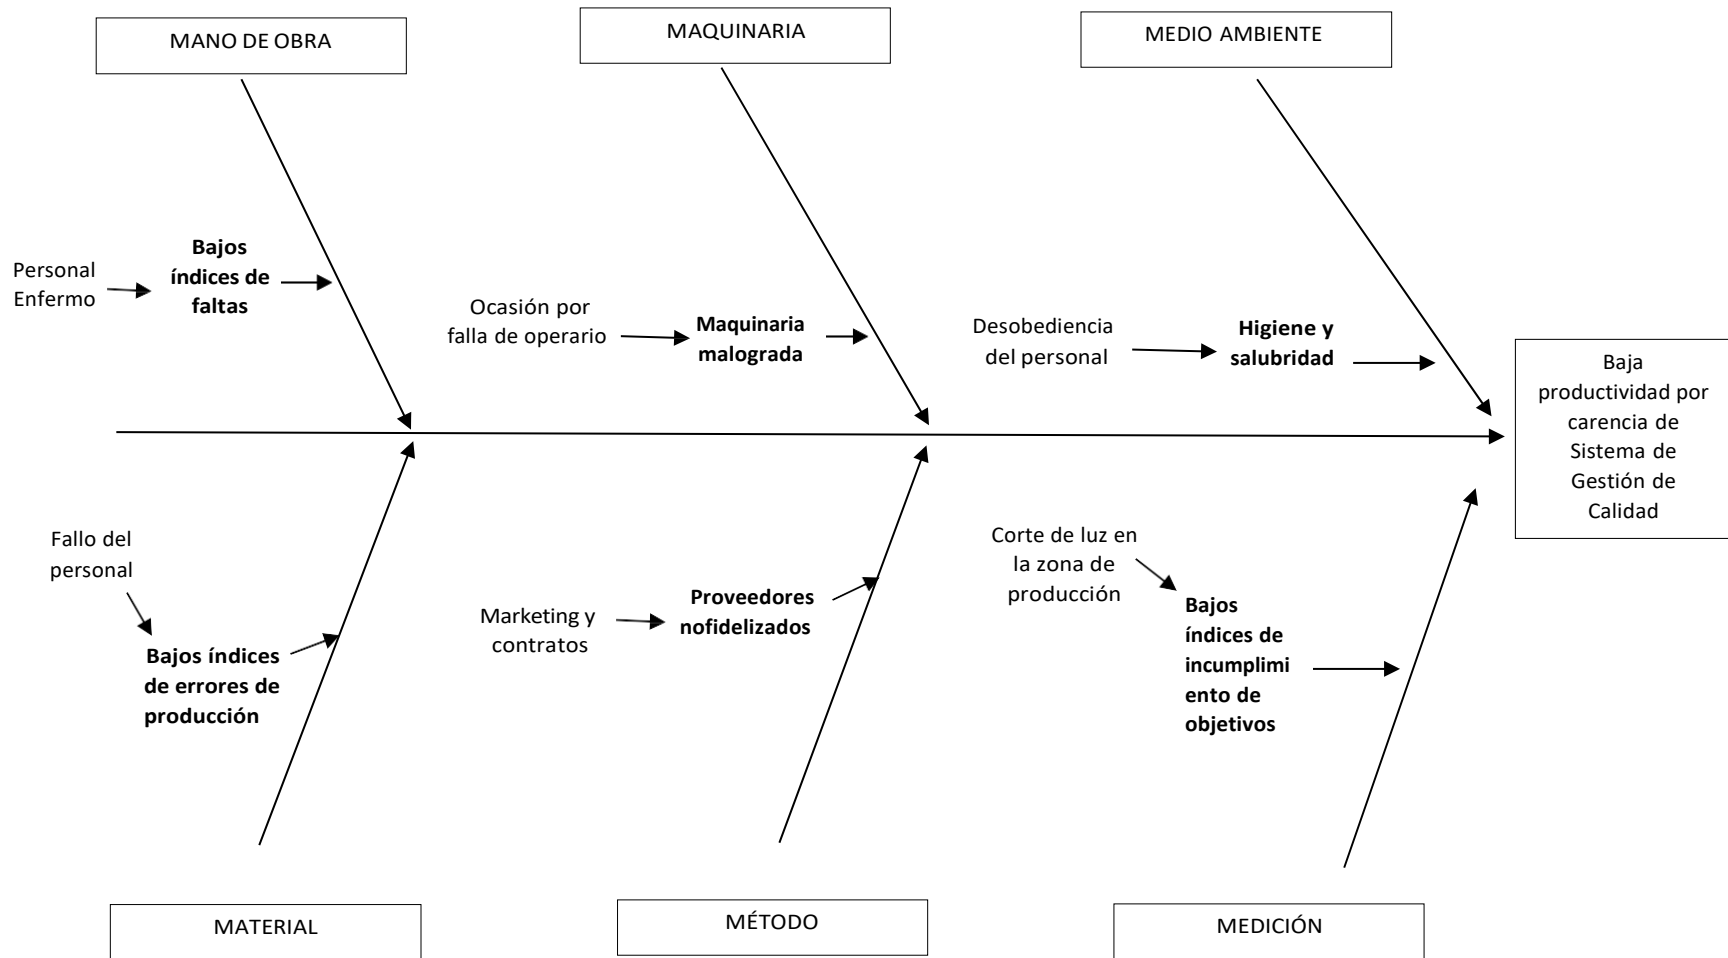 MANO DE OBRA
MAQUINARIA
MEDIO AMBIENTE
Personal
Enfermo
Bajos
índices de
faltas
Ocasión por
falla de operario
Maquinaria
malograda
Desobediencia
del personal
Higiene y
salubridad
Baja
productividad por
carencia de
Sistema de
Gestión de
Calidad
Fallo del
personal
Bajos índices
de errores de
producción
Marketing y
contratos
Proveedores
nofidelizados
Corte de luz en
la zona de
producción
Bajos
índices de
incumplimi
ento de
objetivos
MATERIAL
MÉTODO
MEDICIÓN